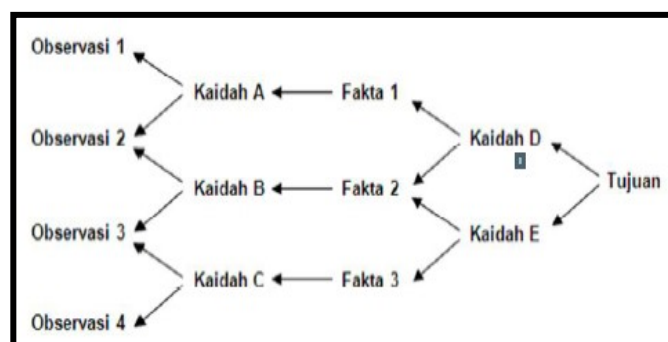 Observasi 1
Kaidah A
Fakta 1
Observasi 2
Kaidah D
Kaidah B
Fakta 2
Tujuan
Observasi 3
Kaidah E
Kaidah C
Fakta 3
Observasi 4